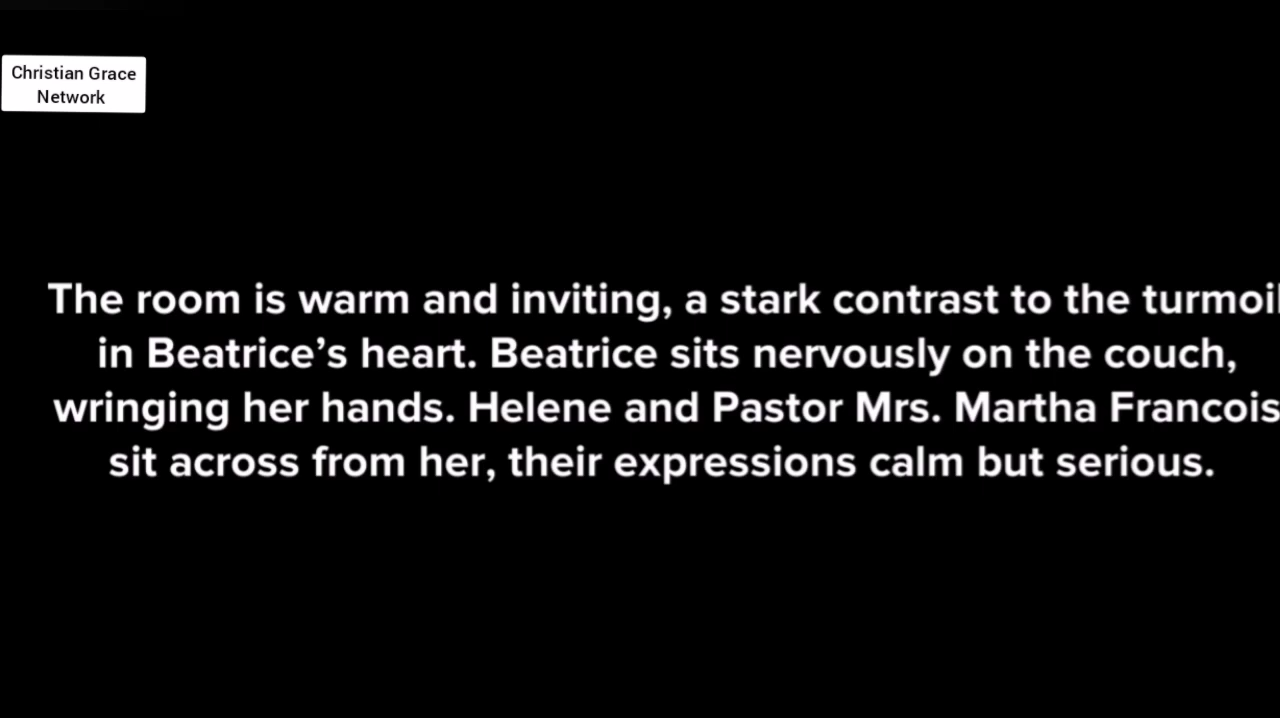 Christian Grace
Network
The room is warm and inviting, a stark contrast to the turmoil
in Beatrice’s heart. Beatrice sits nervously on the couch,
wringing her hands. Helene and Pastor Mrs. Martha Francois
sit across from her, their expressions calm but serious.